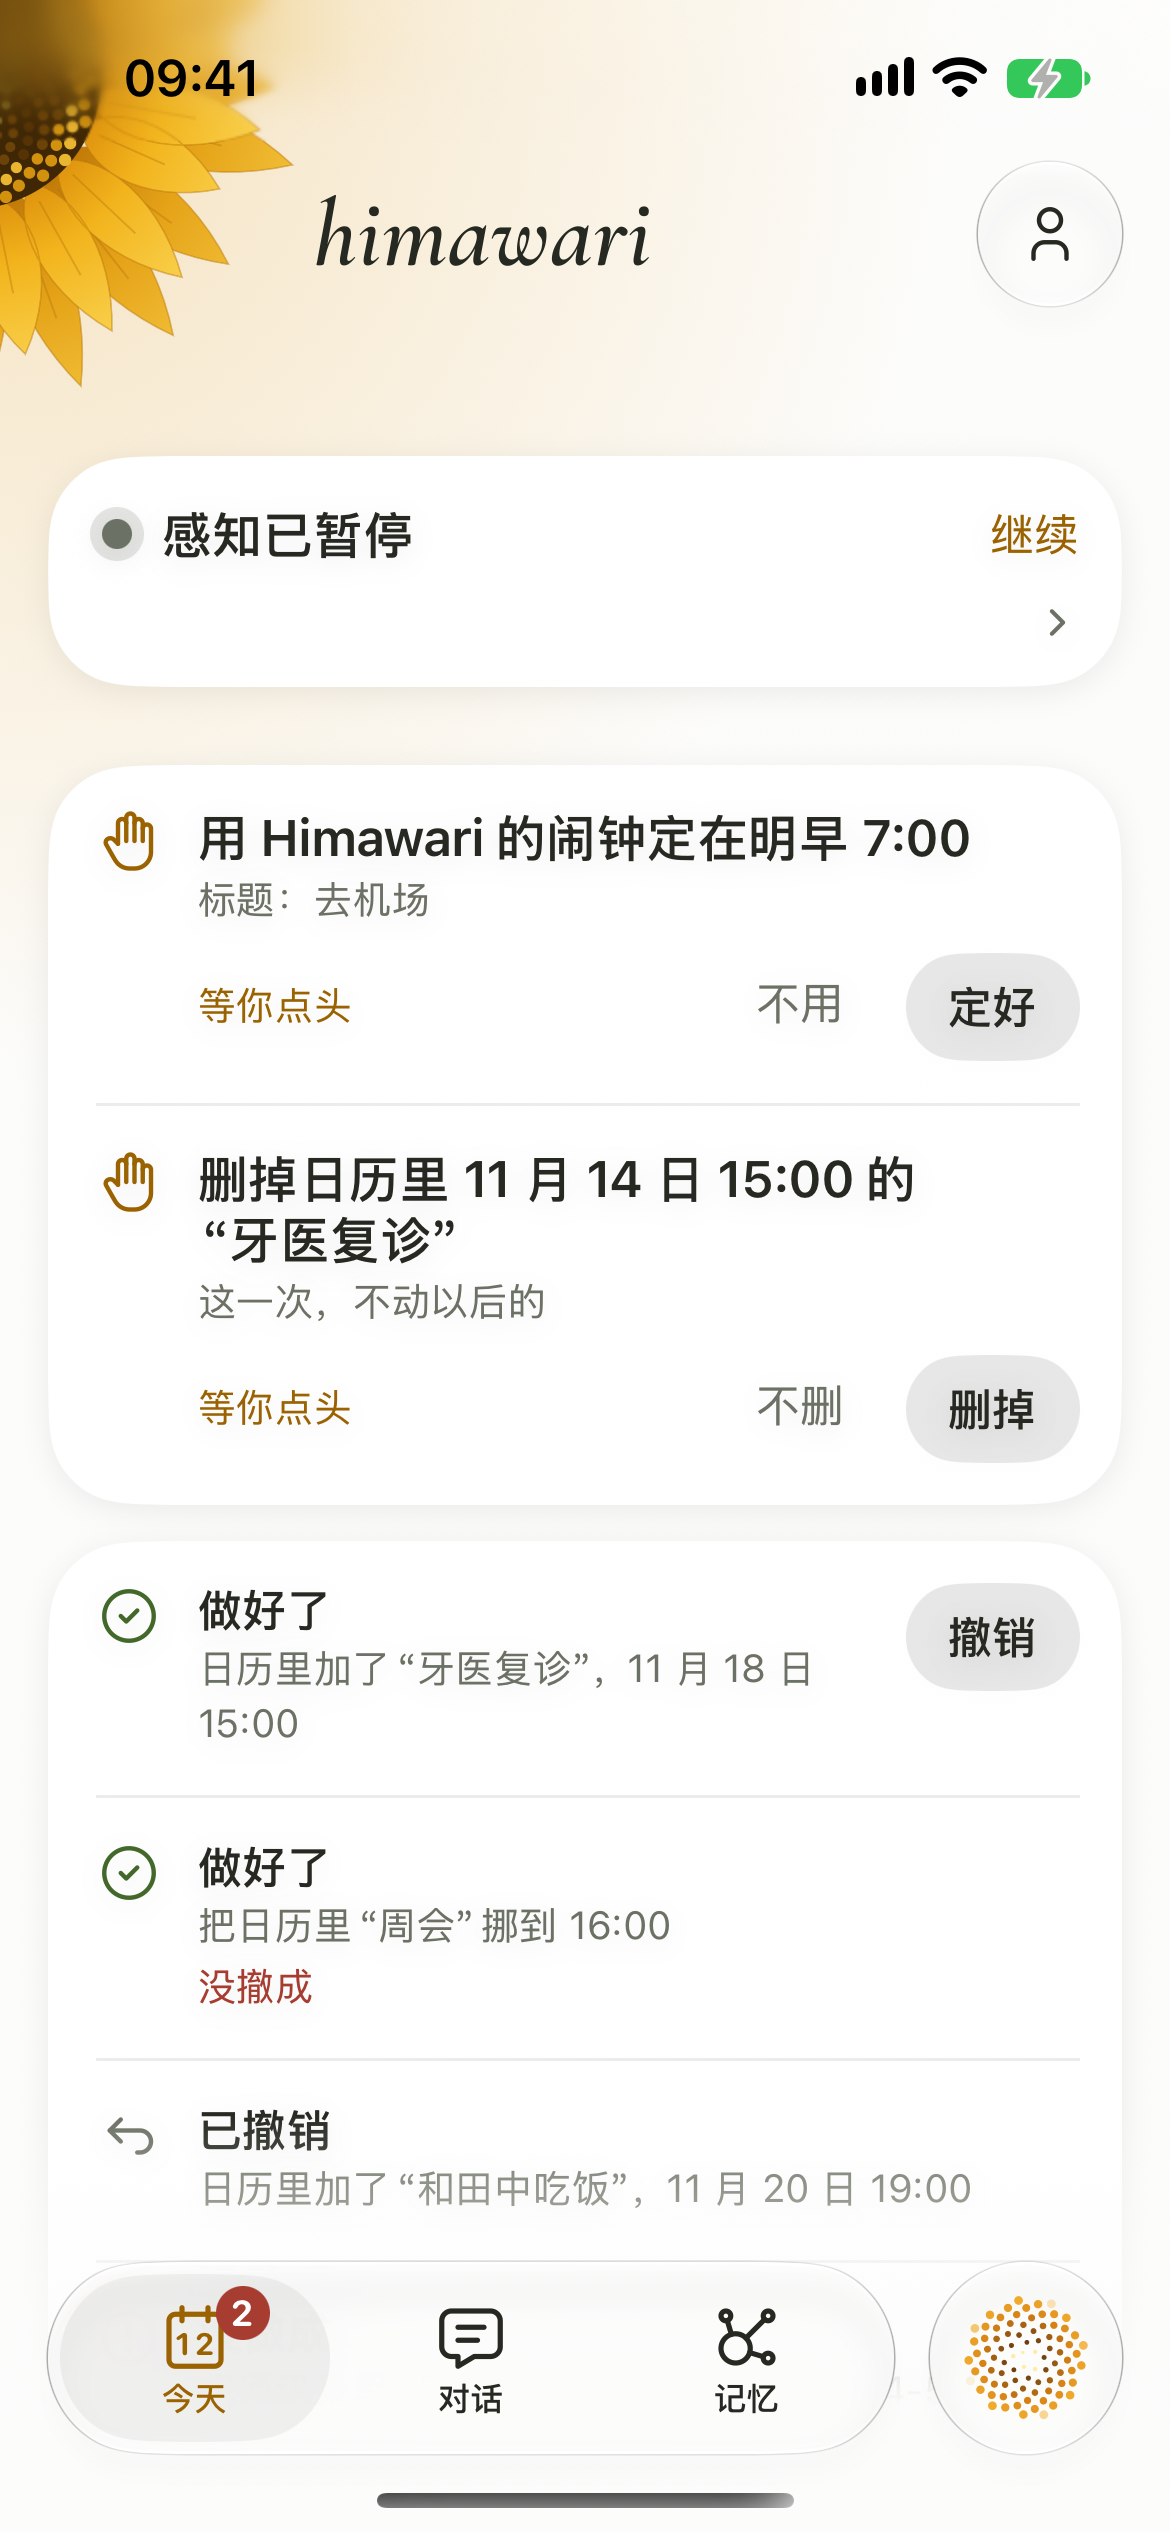 09:41
himawari
感知已暂停
继续
用 Himawari 的闹钟定在明早 7:00
标题：去机场
等你点头
不用
定好
删掉日历里 11 月 14 日 15:00 的
“牙医复诊”
这一次，不动以后的
等你点头
不删
删掉
做好了
撤销
日历里加了 “牙医复诊”，11 月 18 日
15:00
做好了
把日历里 “周会” 挪到 16:00
没撤成
已撤销
日历里加了 “和田中吃饭”，11 月 20 日 19:00
12
2
今天
对话
记忆